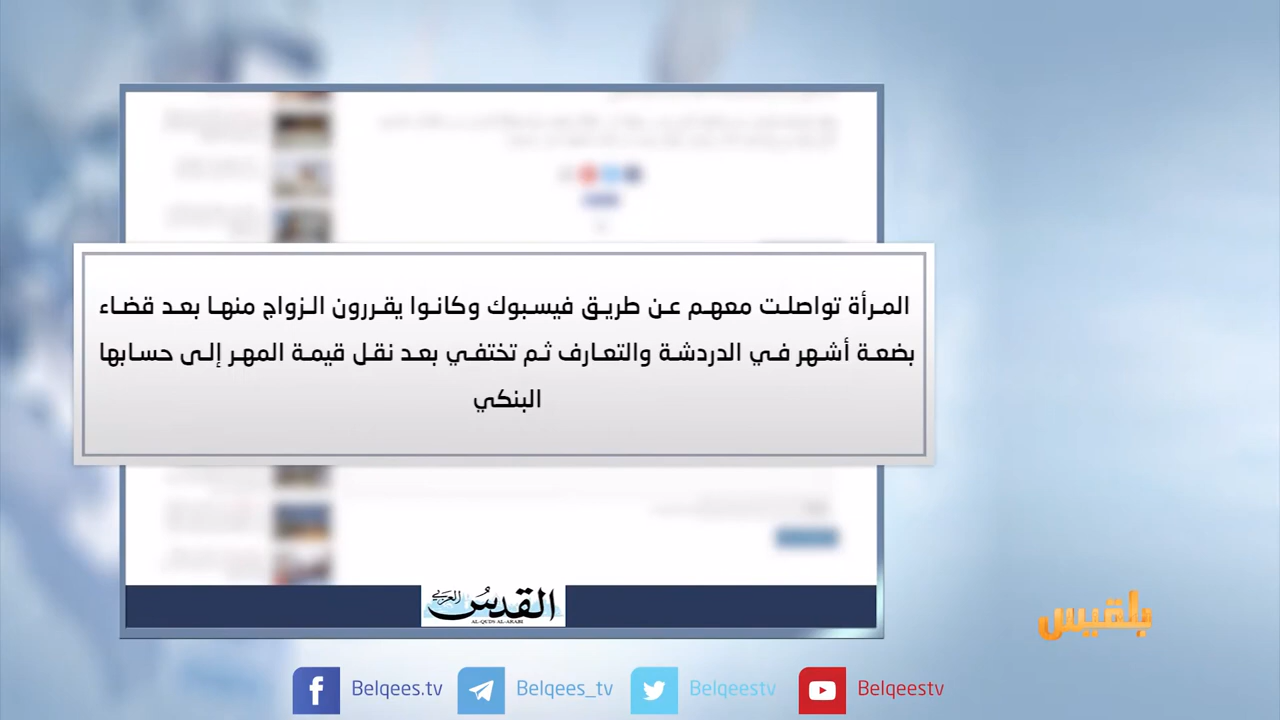 المرأة تواصلت معهم عن طريق فيسبوك وكانوا يقررون الزواج منها بعد قضاء
بضعة أشهر في الدردشة والتعارف ثم تختفي بعد نقل قيمة المهر إلى حسابها
البنكي
القدس العربي
AL-QUDS AL-ARABI
بلقيس
Belqees.tv
Belqees_tv
Belqeestv
Belqeestv